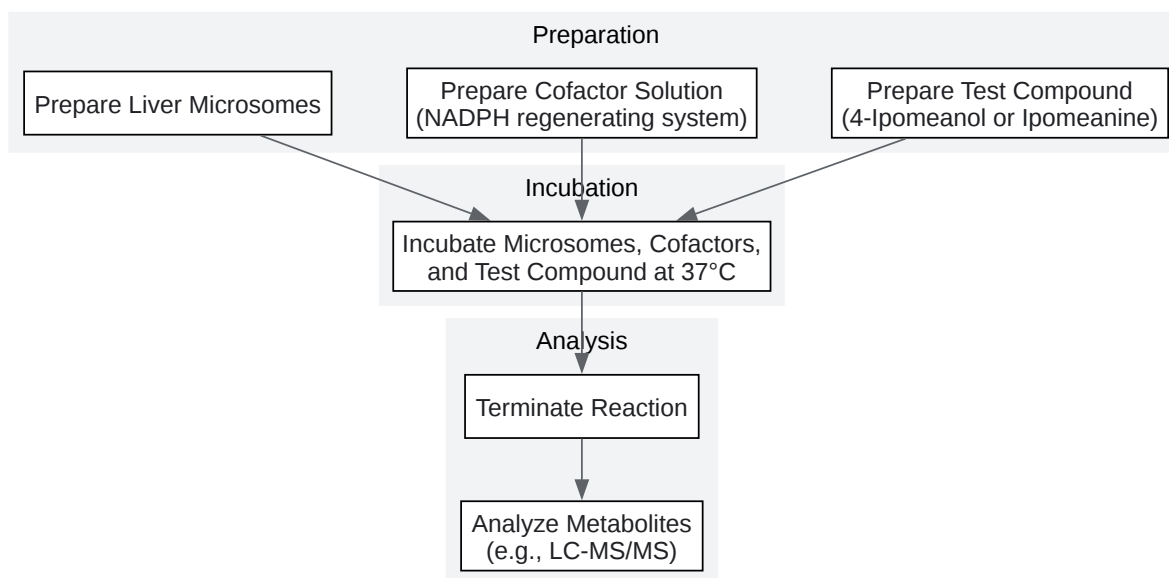 Preparation
Prepare Liver Microsomes
Prepare Cofactor Solution
(NADPH regenerating system)
Prepare Test Compound
(4-Ipomeanol or Ipomeanine)
Incubation
Incubate Microsomes, Cofactors,
and Test Compound at 37°C
Analysis
Terminate Reaction
Analyze Metabolites
(e.g., LC-MS/MS)